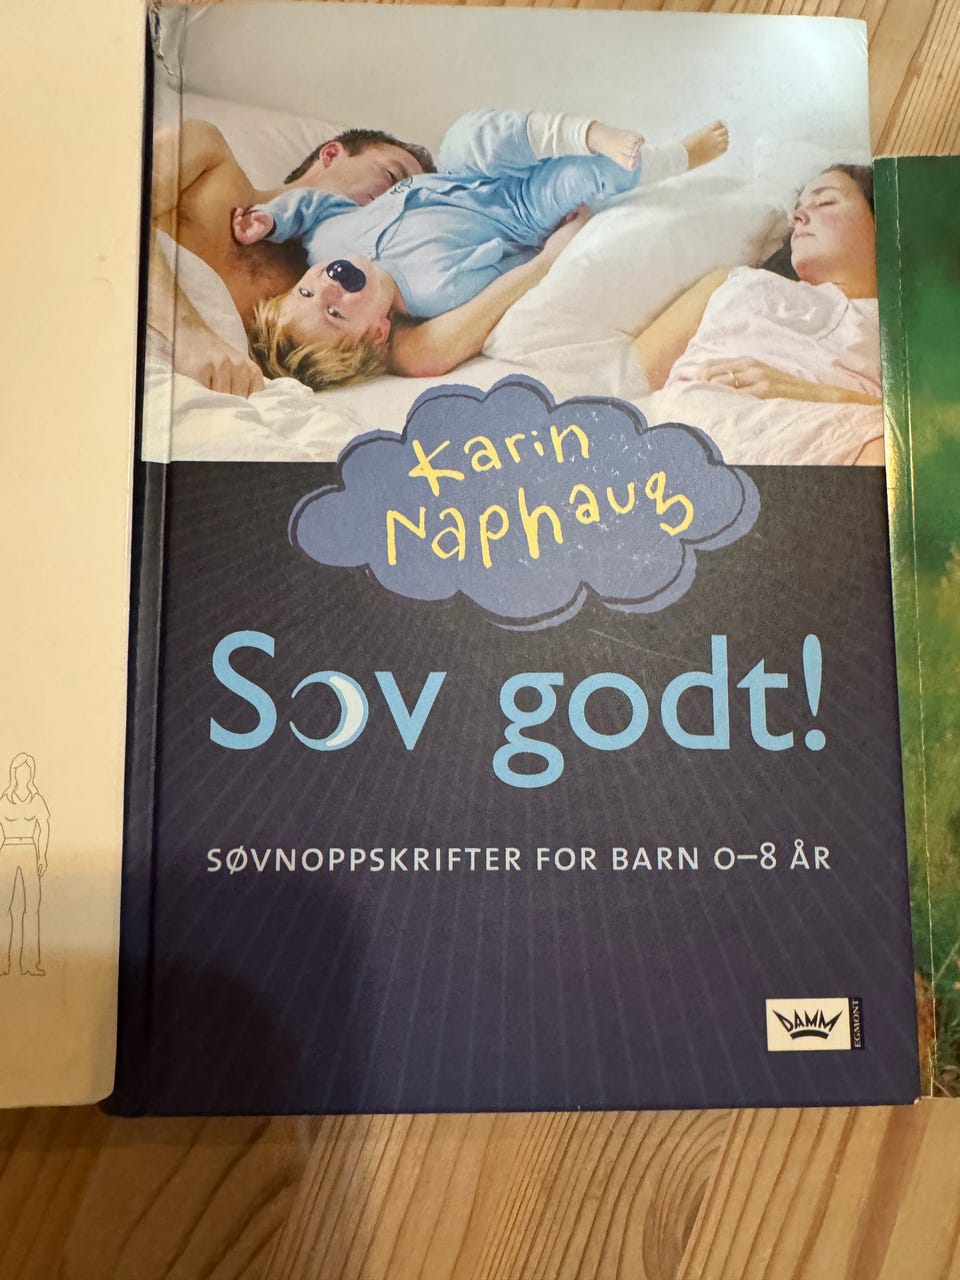 Karin
Naphaug
Sov godt!
SØVNOPPSKRIFTER FOR BARN 0–8 ÅR
DAMM
EGMONT